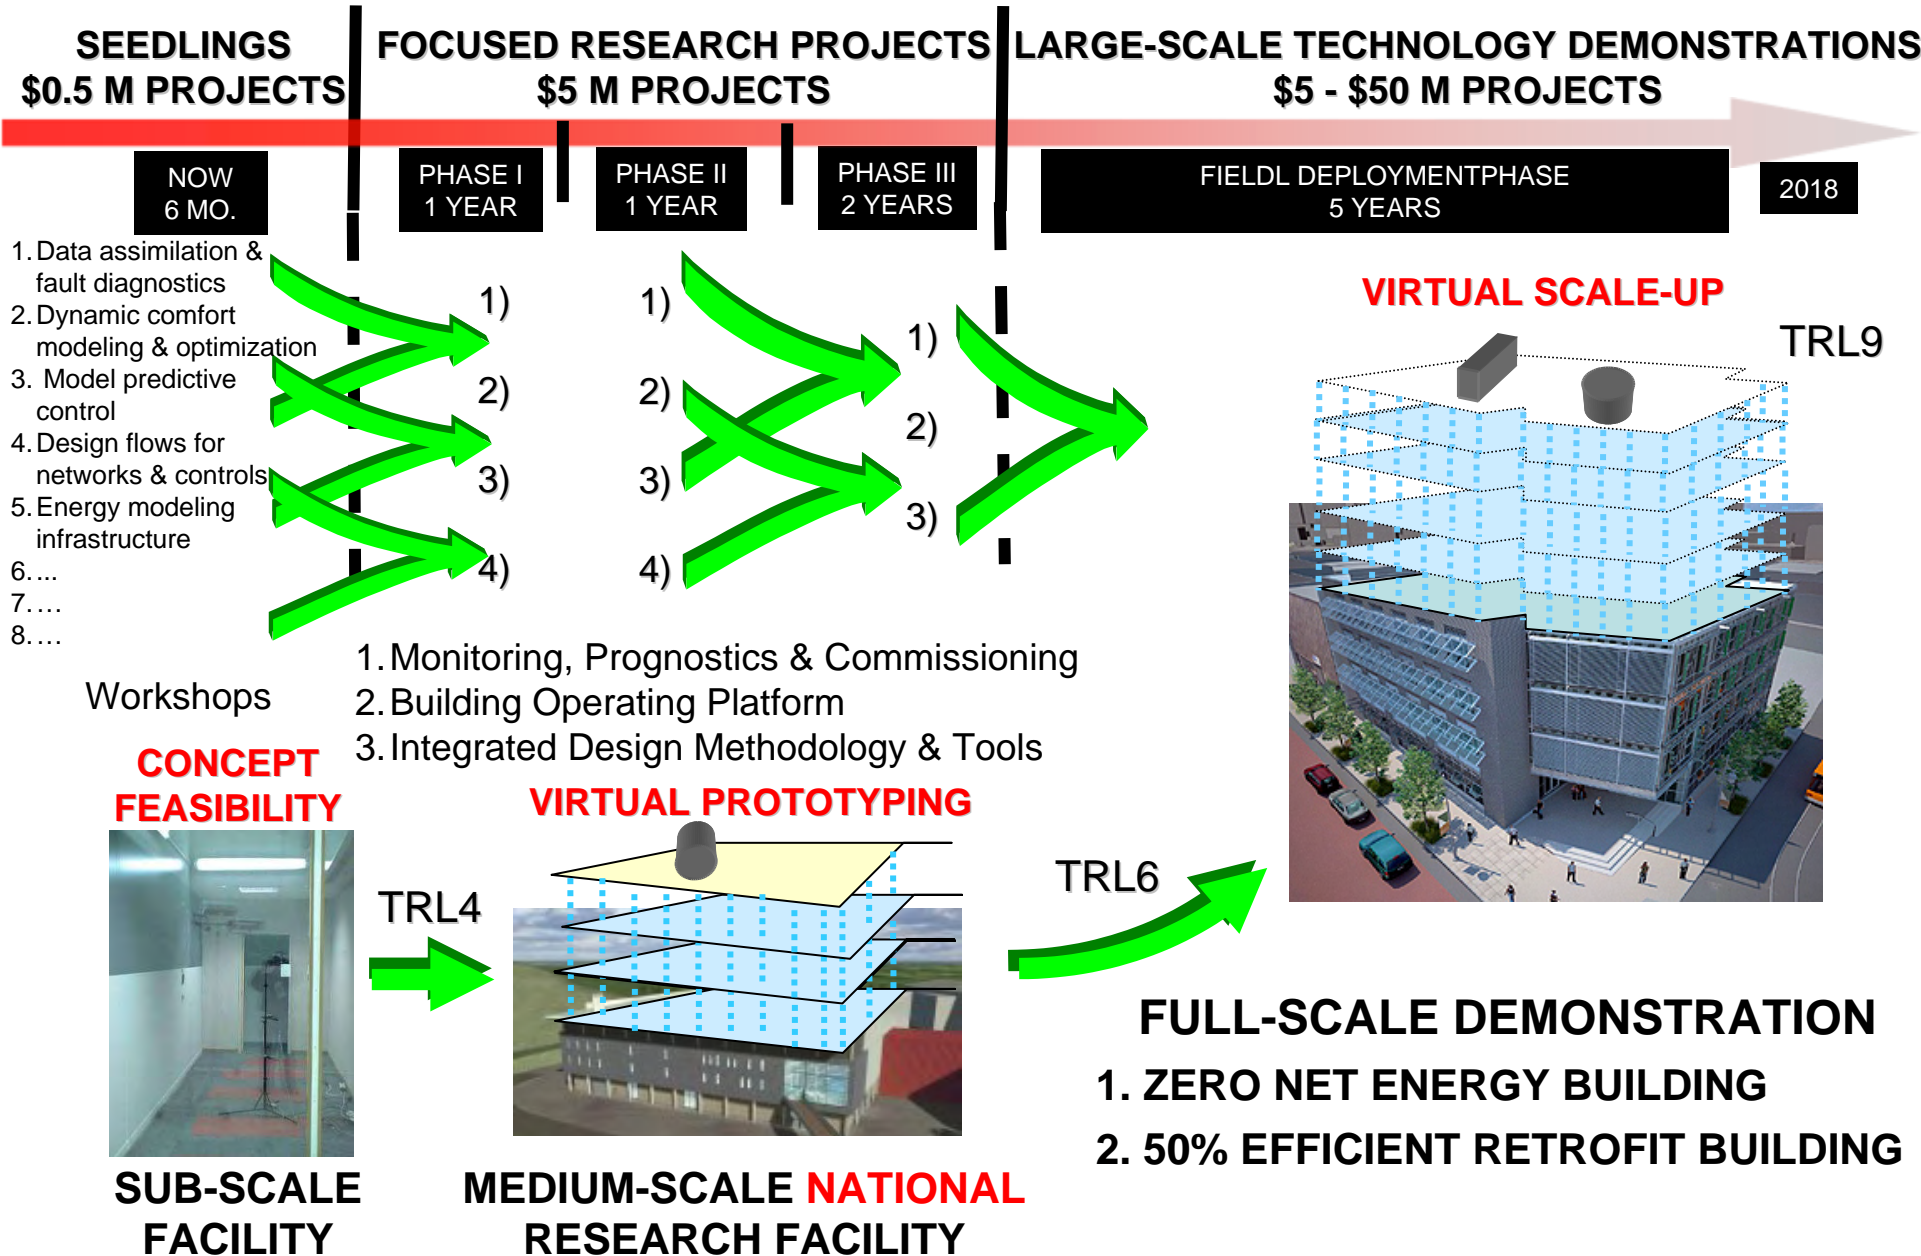 SEEDLINGS
$0.5 M PROJECTS
FOCUSED RESEARCH PROJECTS
$5 M PROJECTS
LARGE-SCALE TECHNOLOGY DEMONSTRATIONS
$5 - $50 M PROJECTS
NOW
6 MO.
PHASE I
1 YEAR
PHASE II
1 YEAR
PHASE III
2 YEARS
FIELDL DEPLOYMENTPHASE
5 YEARS
2018
1. Data assimilation &
fault diagnostics
2. Dynamic comfort
modeling & optimization
3. Model predictive
control
4. Design flows for
networks & controls
5. Energy modeling
infrastructure
6. ...
7. ...
8. ...
1)
2)
3)
4)
1)
2)
3)
4)
1)
2)
3)
VIRTUAL SCALE-UP
TRL9
Workshops
1. Monitoring, Prognostics & Commissioning
2. Building Operating Platform
3. Integrated Design Methodology & Tools
CONCEPT
FEASIBILITY
VIRTUAL PROTOTYPING
TRL4
TRL6
SUB-SCALE
FACILITY
MEDIUM-SCALE NATIONAL
RESEARCH FACILITY
FULL-SCALE DEMONSTRATION
1. ZERO NET ENERGY BUILDING
2. 50% EFFICIENT RETROFIT BUILDING